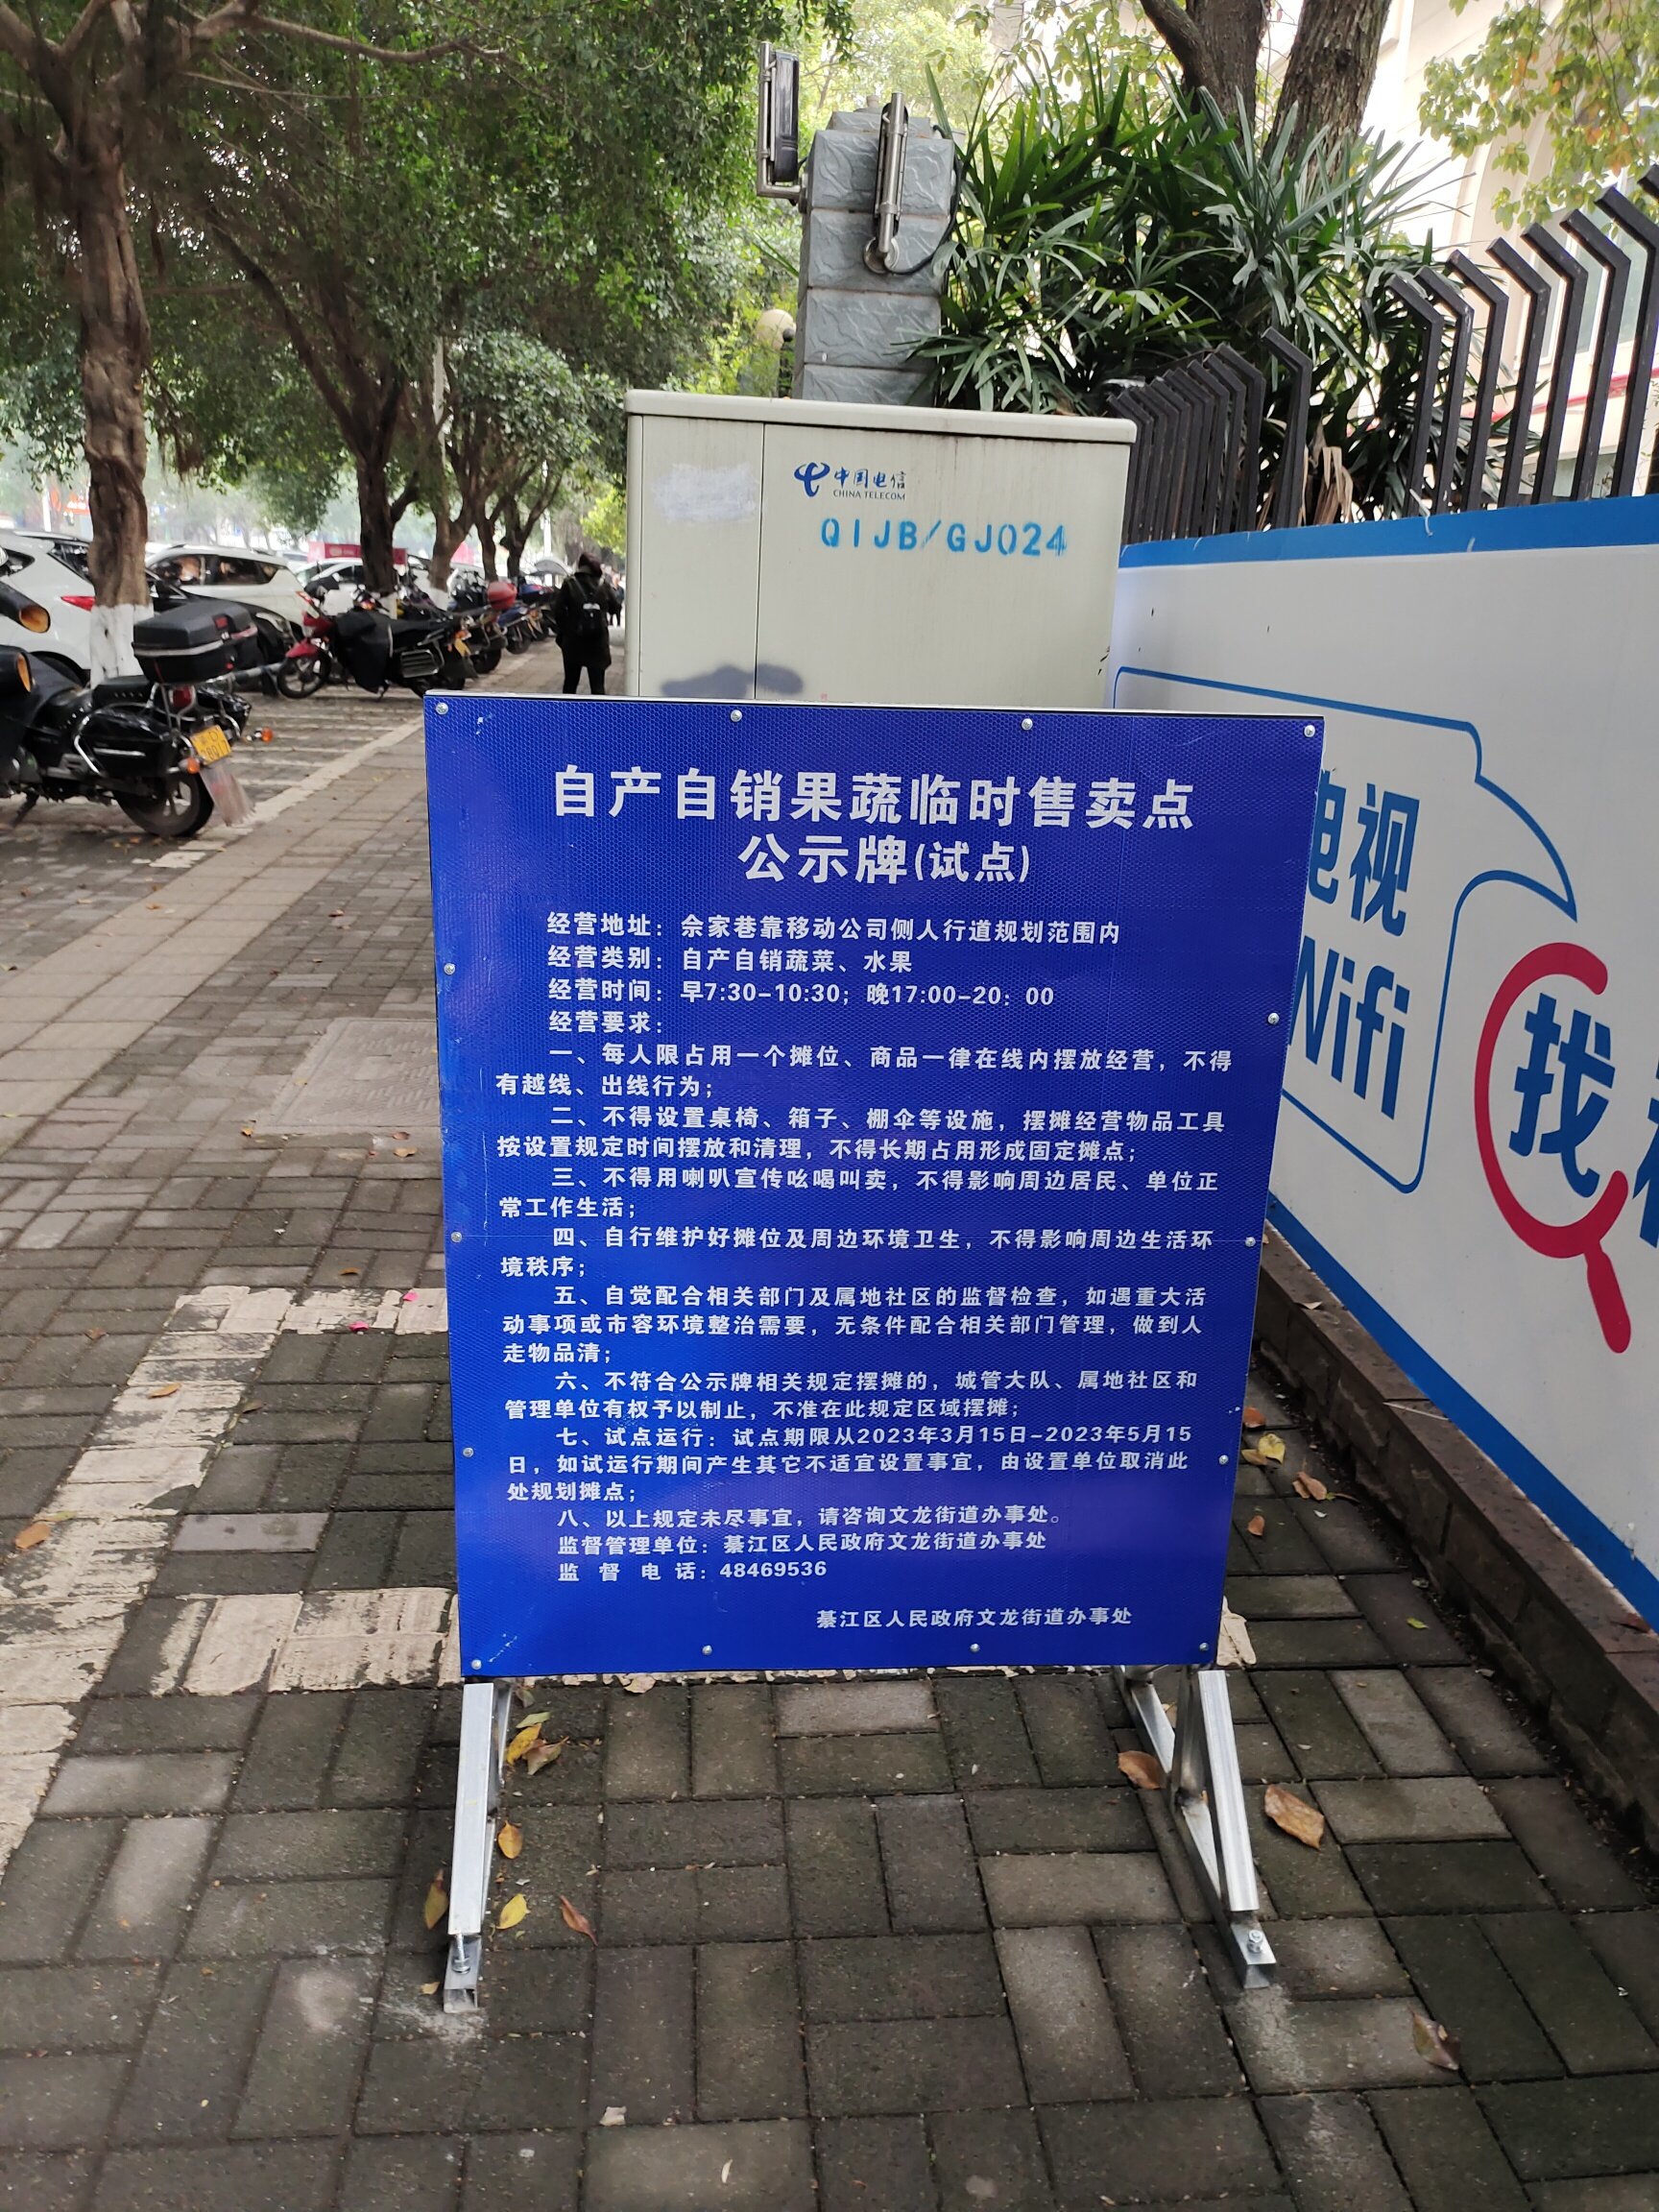 中国电信
CHINA TELECOM
QIJB/GJ024
自产自销果蔬临时售卖点
公示牌(试点)
经营地址：佘家巷靠移动公司侧人行道规划范围内
经营类别：自产自销蔬菜、水果
经营时间：早7:30-10:30；晚17:00-20：00
经营要求：
一、每人限占用一个摊位、商品一律在线内摆放经营，不得
有越线、出线行为；
二、不得设置桌椅、箱子、棚伞等设施，摆摊经营物品工具
按设置规定时间摆放和清理，不得长期占用形成固定摊点；
三、不得用喇叭宣传吆喝叫卖，不得影响周边居民、单位正
常工作生活；
四、自行维护好摊位及周边环境卫生，不得影响周边生活环
境秩序；
五、自觉配合相关部门及属地社区的监督检查，如遇重大活
动事项或市容环境整治需要，无条件配合相关部门管理，做到人
走物品清；
六、不符合公示牌相关规定摆摊的，城管大队、属地社区和
管理单位有权予以制止，不准在此规定区域摆摊；
七、试点运行：试点期限从2023年3月15日-2023年5月15
日，如试运行期间产生其它不适宜设置事宜，由设置单位取消此
处规划摊点；
八、以上规定未尽事宜，请咨询文龙街道办事处。
监督管理单位：綦江区人民政府文龙街道办事处
监 督 电 话：48469536
綦江区人民政府文龙街道办事处
电视
Wifi
找